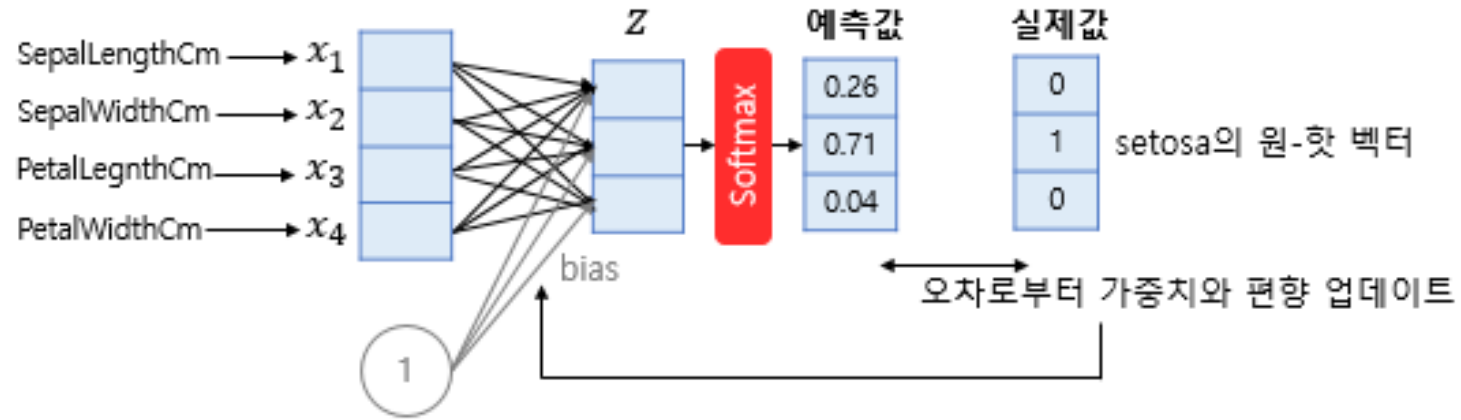 SepalLengthCm
x₁
SepalWidthCm
x₂
PetalLegnthCm
x₃
PetalWidthCm
x₄
1
bias
z
Softmax
예측값
0.26
0.71
0.04
실제값
0
1
0
setosa의 원-핫 벡터
오차로부터 가중치와 편향 업데이트